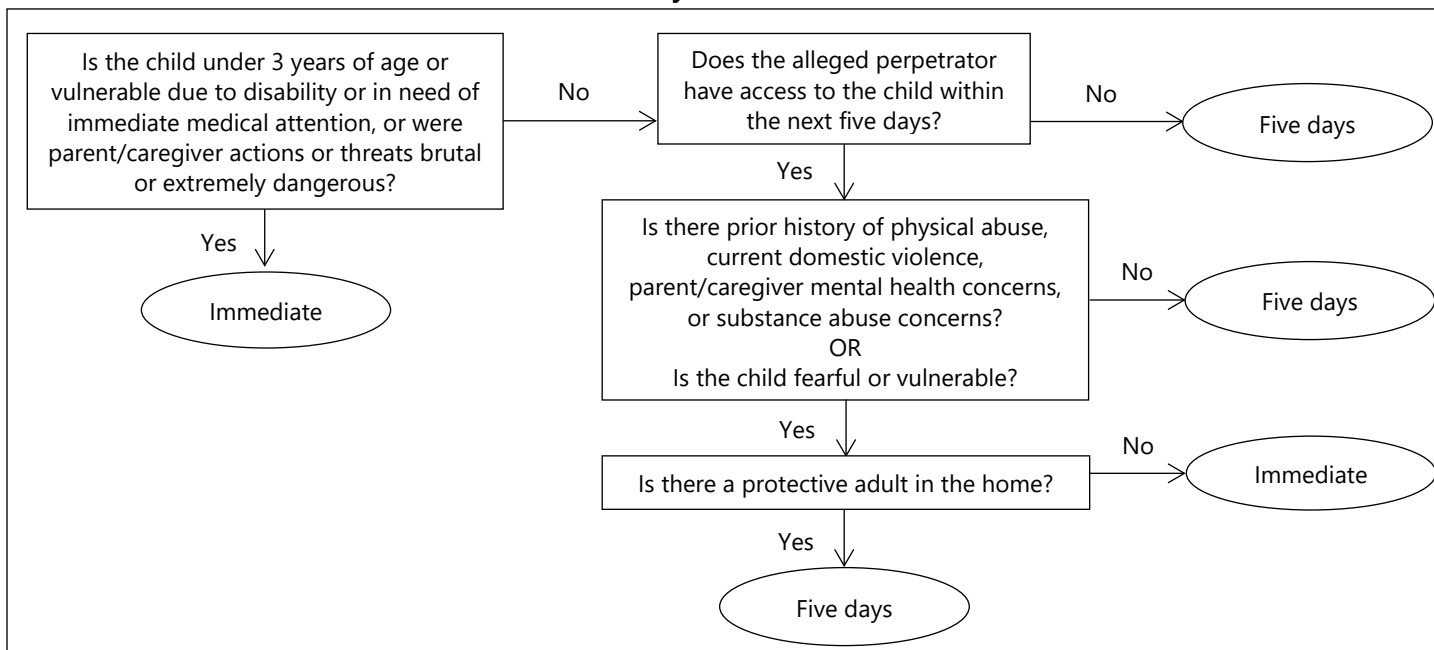 Is the child under 3 years of age or
vulnerable due to disability or in need of
immediate medical attention, or were
parent/caregiver actions or threats brutal
or extremely dangerous?
No
Does the alleged perpetrator
have access to the child within
the next five days?
No
Five days
Yes
Immediate
Yes
Is there prior history of physical abuse,
current domestic violence,
parent/caregiver mental health concerns,
or substance abuse concerns?
OR
Is the child fearful or vulnerable?
No
Five days
Yes
Is there a protective adult in the home?
No
Immediate
Yes
Five days